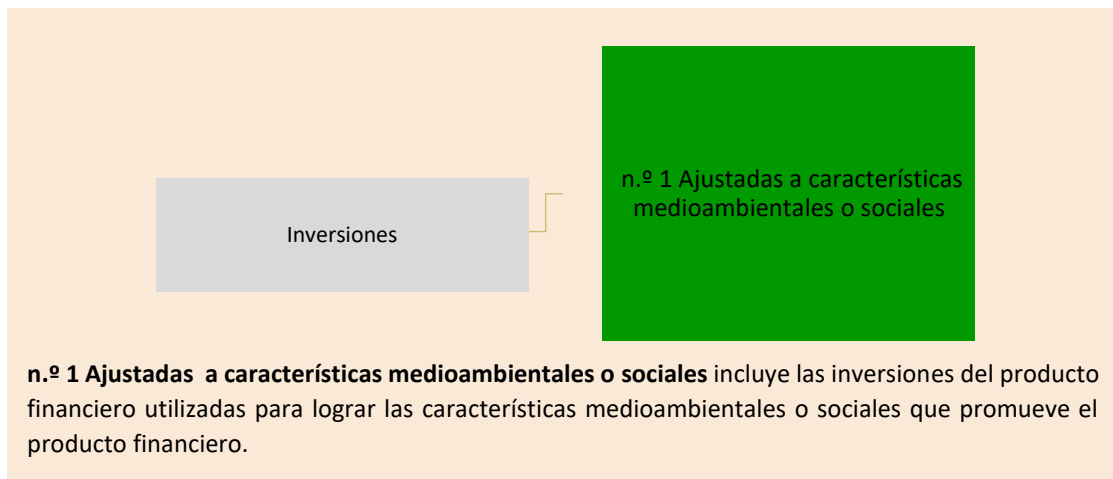 n.º 1 Ajustadas a características
medioambientales o sociales
Inversiones
n.º 1 Ajustadas a características medioambientales o sociales incluye las inversiones del producto
financiero utilizadas para lograr las características medioambientales o sociales que promueve el
producto financiero.